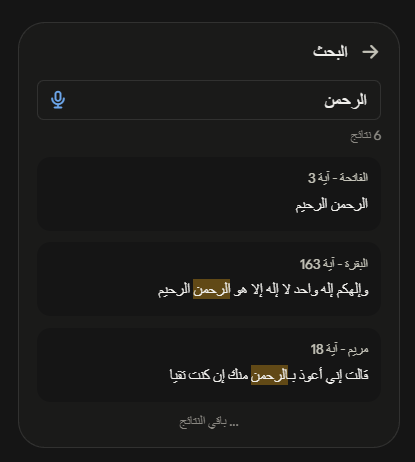 البحث
الرحمن
6 نتائج
الفاتحة - آية 3
الرحمن الرحيم
البقرة - آية 163
وإلهكم إله واحد لا إله إلا هو الرحمن الرحيم
مريم - آية 18
قالت إني أعوذ بالرحمن منك إن كنت تقيا
... باقي النتائج